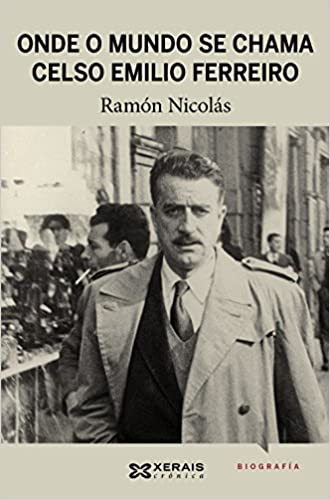 ONDE O MUNDO SE CHAMA
CELSO EMILIO FERREIRO
Ramón Nicolás
XERAIS
crónica
BIOGRAFÍA